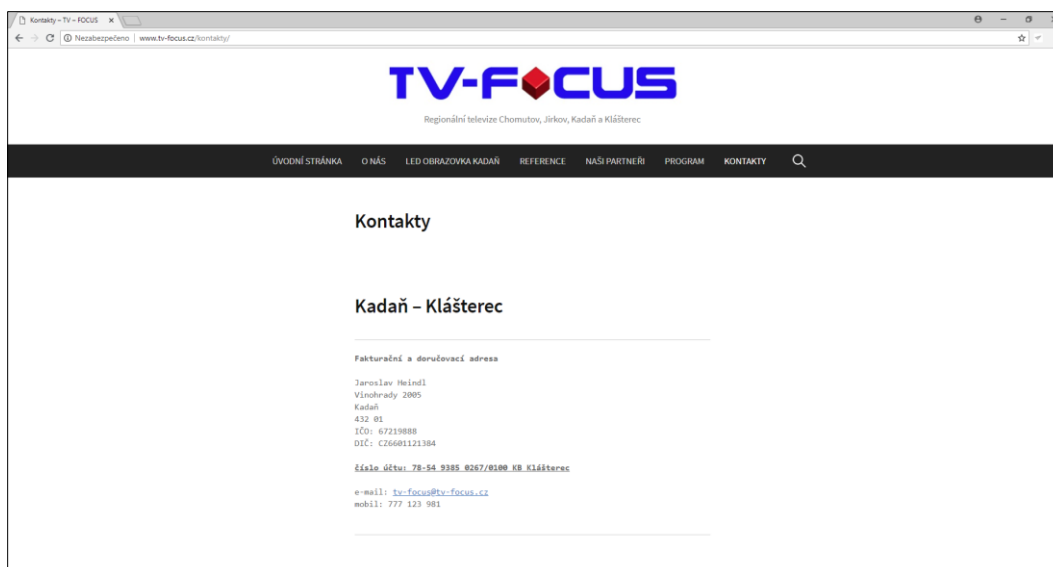 Kontakty – TV – FOCUS
Nezabezpečeno | www.tv-focus.cz/kontakty/
TV-FOCUS
Regionální televize Chomutov, Jirkov, Kadaň a Klášterec
ÚVODNÍ STRÁNKA O NÁS LED OBRAZOVKA KADAŇ REFERENCE NAŠI PARTNEŘI PROGRAM KONTAKTY
Kontakty
Kadaň – Klášterec
Fakturační a doručovací adresa
Jaroslav Heindl
Vinohrady 2005
Kadaň
432 01
IČO: 67219888
DIČ: CZ6601121384
číslo účtu: 78-54 9385 0267/0100 KB Klášterec
e-mail: tv-focus@tv-focus.cz
mobil: 777 123 981